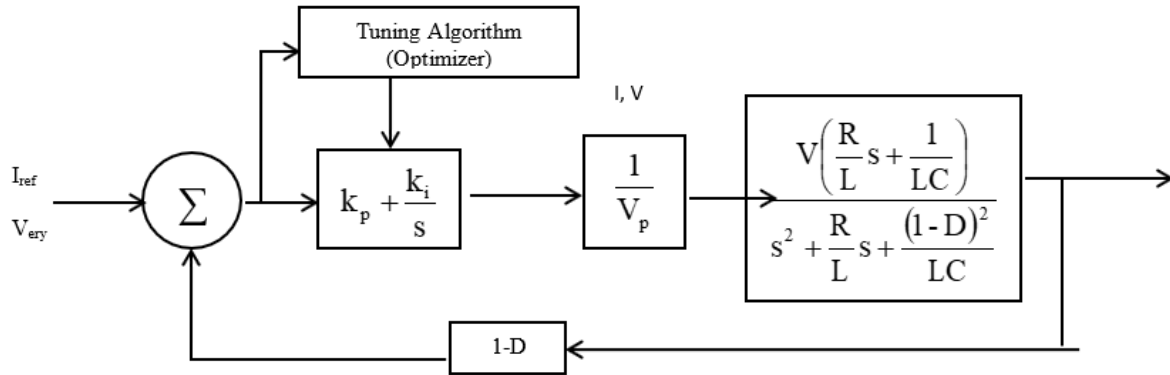 Tuning Algorithm
(Optimizer)
I, V
I_ref
V_ery
Σ
k_p + k_i/s
1/V_p
V(R/L s + 1/LC)
s^2 + R/L s + (1 - D)^2/LC
1-D